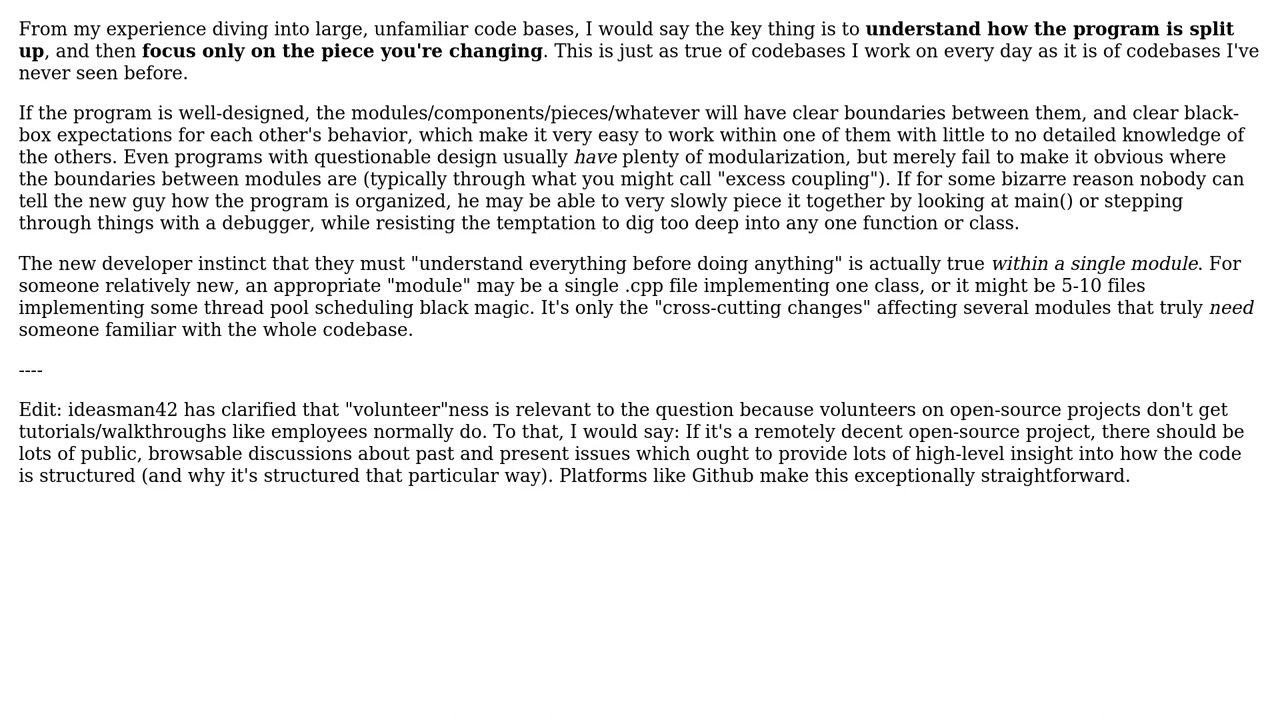 From my experience diving into large, unfamiliar code bases, I would say the key thing is to understand how the program is split
up, and then focus only on the piece you're changing. This is just as true of codebases I work on every day as it is of codebases I've
never seen before.
If the program is well-designed, the modules/components/pieces/whatever will have clear boundaries between them, and clear black-
box expectations for each other's behavior, which make it very easy to work within one of them with little to no detailed knowledge of
the others. Even programs with questionable design usually have plenty of modularization, but merely fail to make it obvious where
the boundaries between modules are (typically through what you might call "excess coupling"). If for some bizarre reason nobody can
tell the new guy how the program is organized, he may be able to very slowly piece it together by looking at main() or stepping
through things with a debugger, while resisting the temptation to dig too deep into any one function or class.
The new developer instinct that they must "understand everything before doing anything" is actually true within a single module. For
someone relatively new, an appropriate "module" may be a single .cpp file implementing one class, or it might be 5-10 files
implementing some thread pool scheduling black magic. It's only the "cross-cutting changes" affecting several modules that truly need
someone familiar with the whole codebase.
----
Edit: ideasman42 has clarified that "volunteer"ness is relevant to the question because volunteers on open-source projects don't get
tutorials/walkthroughs like employees normally do. To that, I would say: If it's a remotely decent open-source project, there should be
lots of public, browsable discussions about past and present issues which ought to provide lots of high-level insight into how the code
is structured (and why it's structured that particular way). Platforms like Github make this exceptionally straightforward.